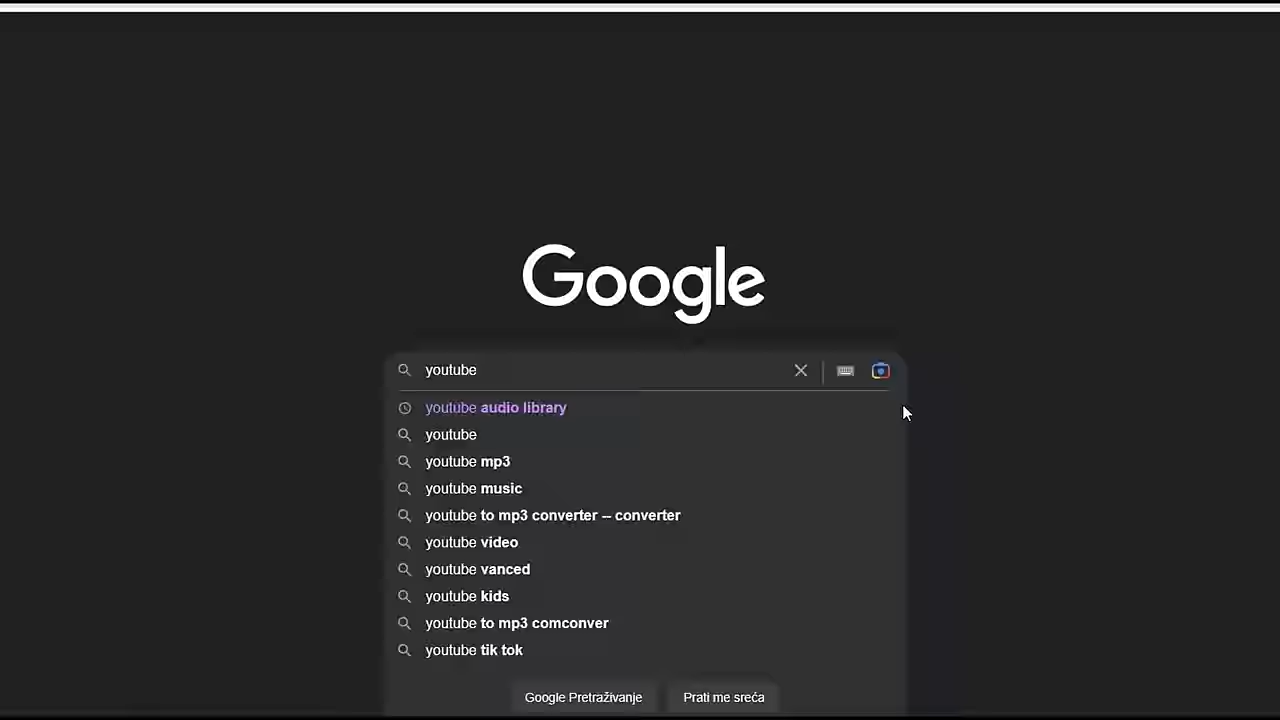 Google
youtube
youtube audio library
youtube
youtube mp3
youtube music
youtube to mp3 converter – converter
youtube video
youtube vanced
youtube kids
youtube to mp3 comconver
youtube tik tok
Google Pretraživanje
Prati me sreća